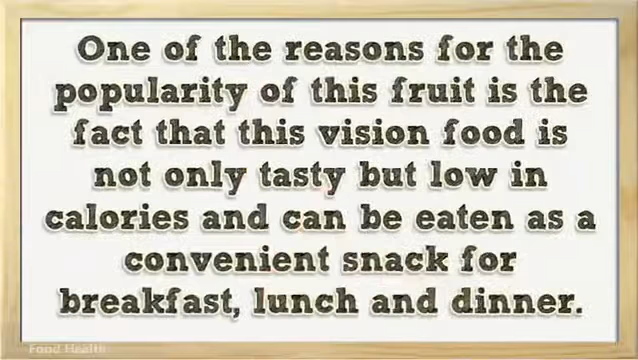 One of the reasons for the
popularity of this fruit is the
fact that this vision food is
not only tasty but low in
calories and can be eaten as a
convenient snack for
breakfast, lunch and dinner.
Food Health